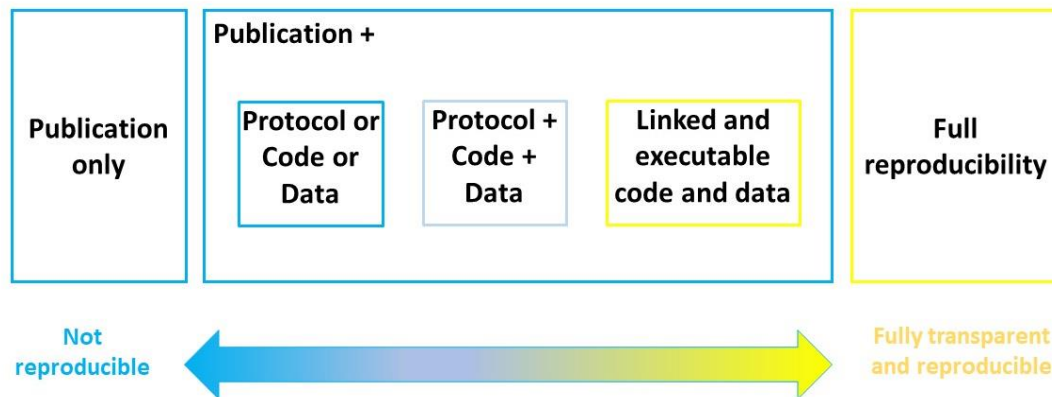 Publication +
Publication
only
Protocol or
Code or
Data
Protocol +
Code +
Data
Linked and
executable
code and data
Full
reproducibility
Not
reproducible
Fully transparent
and reproducible